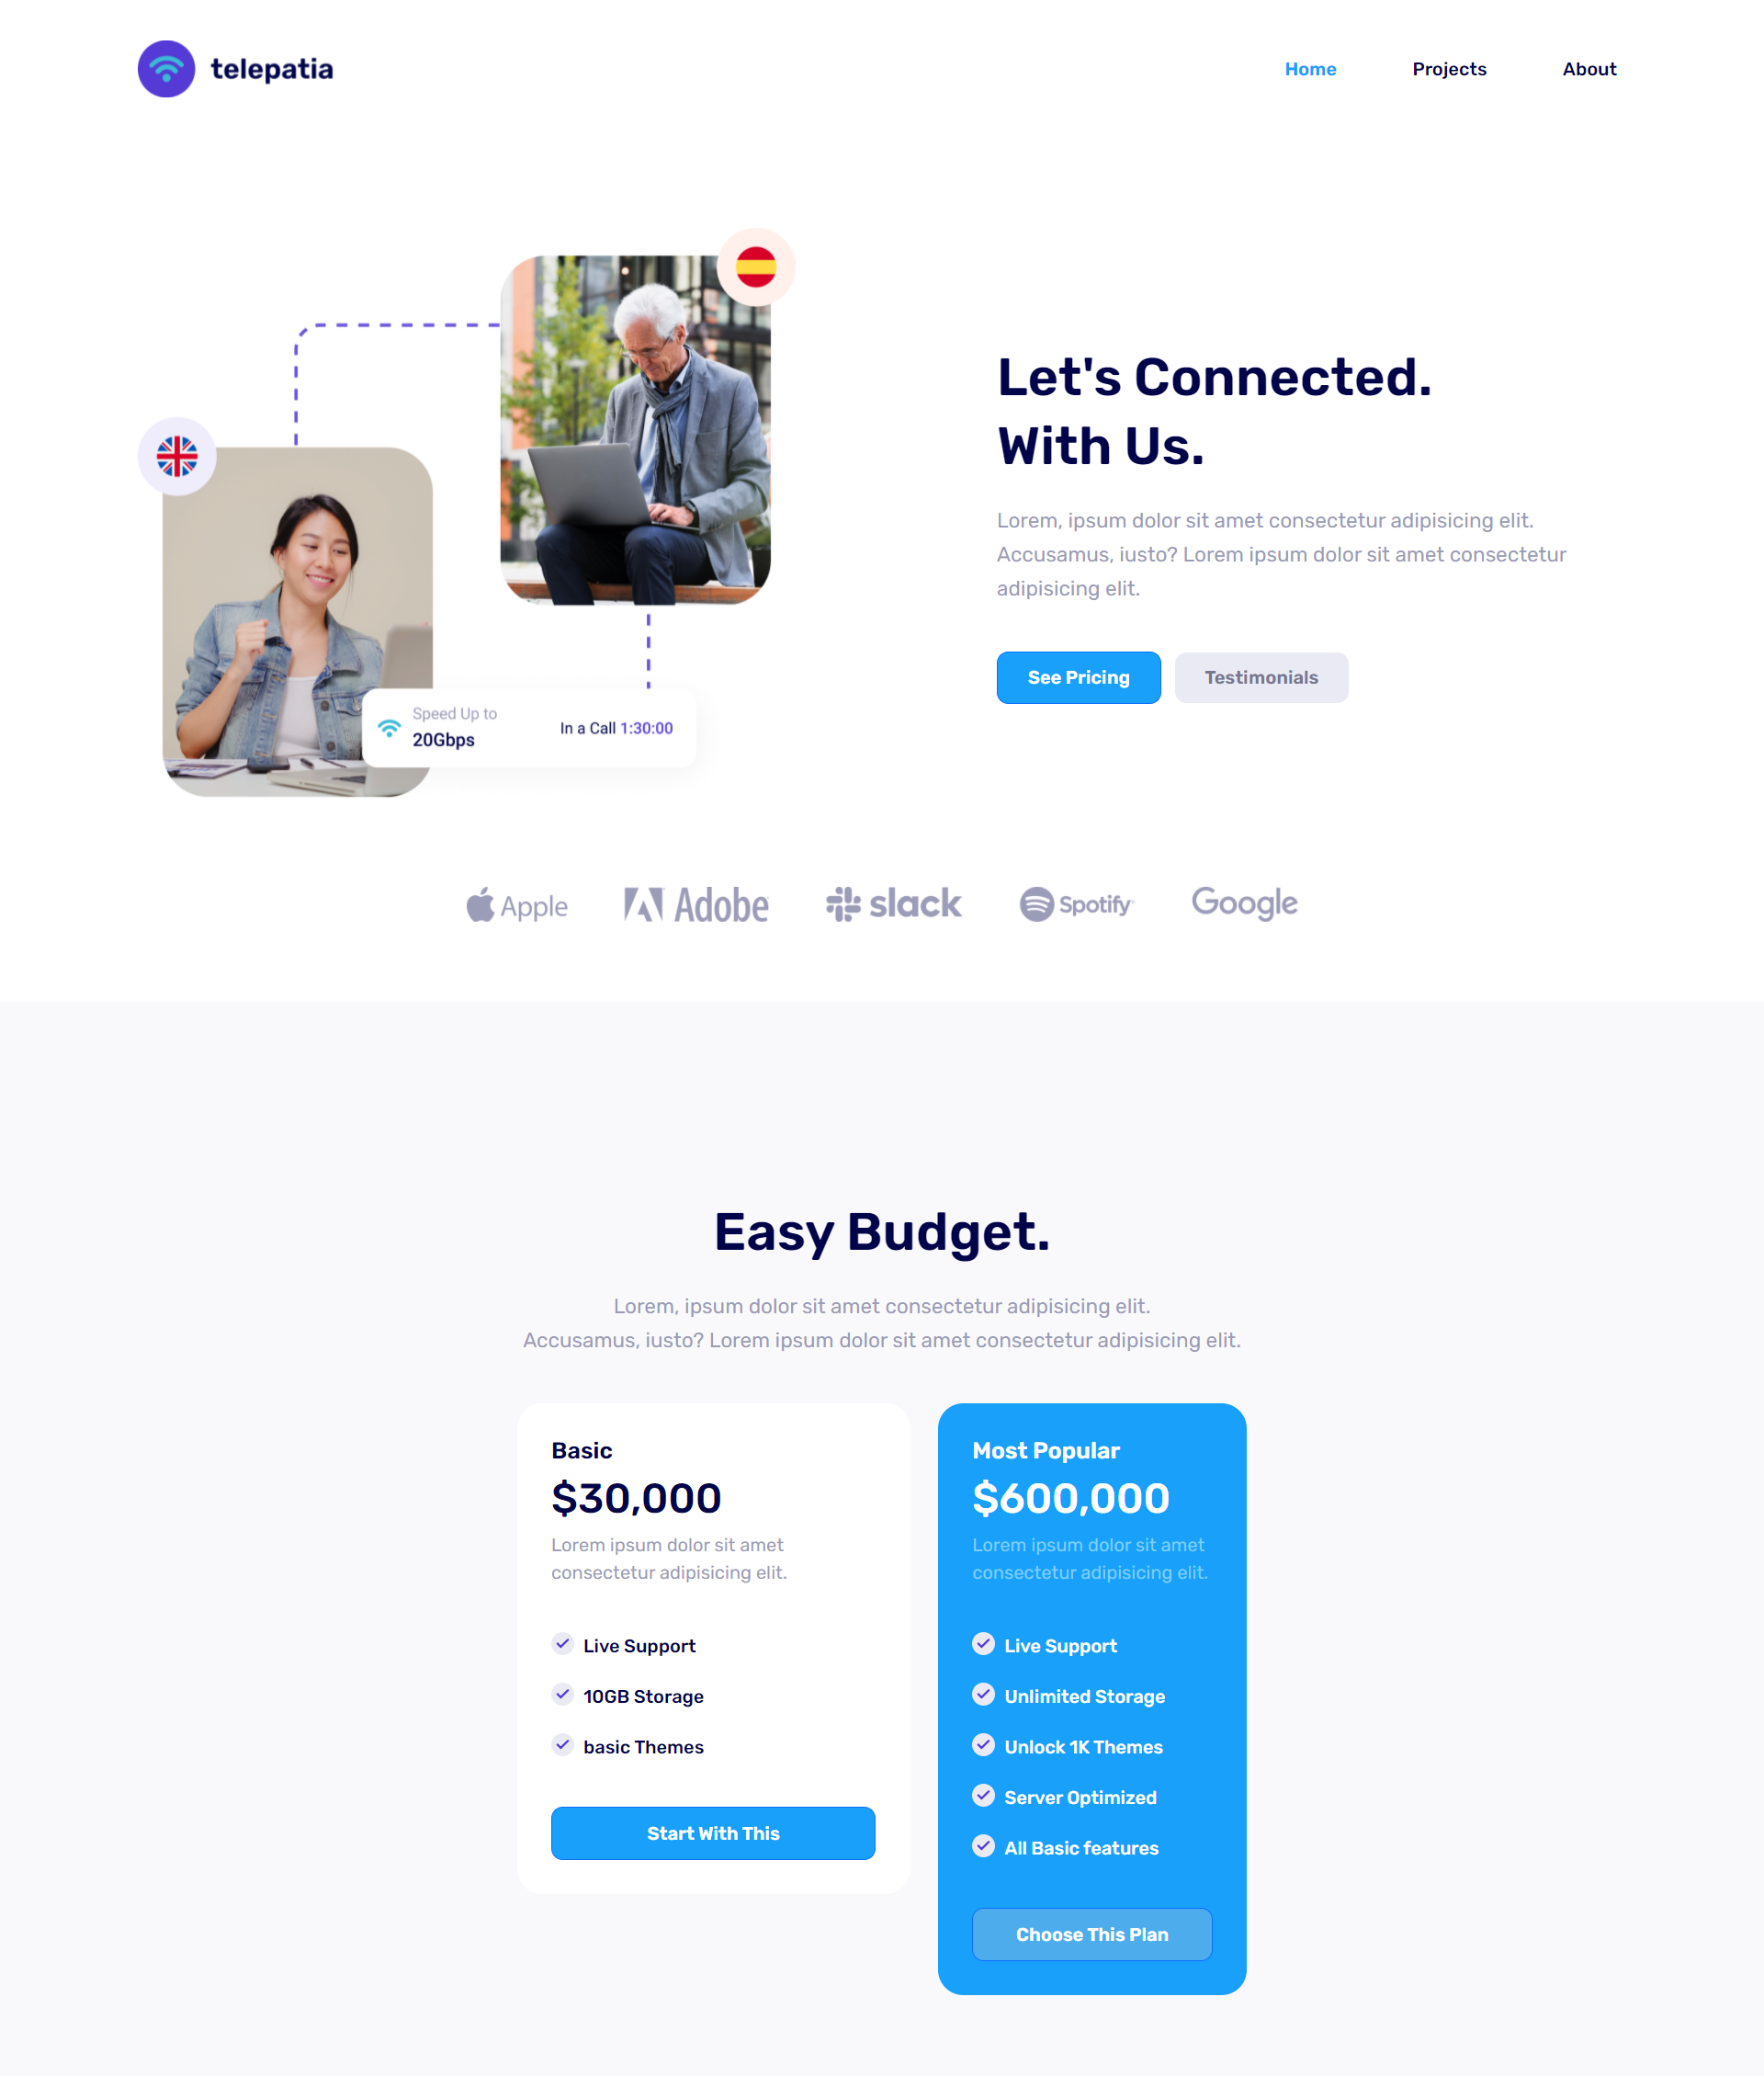 telepatia
Home
Projects
About
Let's Connected.
With Us.
Lorem, ipsum dolor sit amet consectetur adipisicing elit.
Accusamus, iusto? Lorem ipsum dolor sit amet consectetur
adipisicing elit.
See Pricing
Testimonials
Speed Up to
20Gbps
In a Call 1:30:00
Apple
Adobe
slack
Spotify
Google
Easy Budget.
Lorem, ipsum dolor sit amet consectetur adipisicing elit.
Accusamus, iusto? Lorem ipsum dolor sit amet consectetur adipisicing elit.
Basic
$30,000
Lorem ipsum dolor sit amet
consectetur adipisicing elit.
Live Support
10GB Storage
basic Themes
Start With This
Most Popular
$600,000
Lorem ipsum dolor sit amet
consectetur adipisicing elit.
Live Support
Unlimited Storage
Unlock 1K Themes
Server Optimized
All Basic features
Choose This Plan